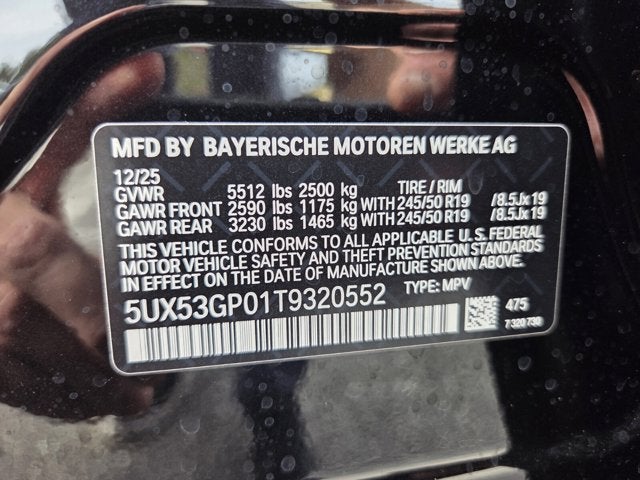 MFD BY BAYERISCHE MOTOREN WERKE AG
12/25
GVWR 5512 lbs 2500 kg TIRE / RIM
GAWR FRONT 2590 lbs 1175 kg WITH 245/50 R19 /8.5Jx19
GAWR REAR 3230 lbs 1465 kg WITH 245/50 R19 /8.5Jx19
THIS VEHICLE CONFORMS TO ALL APPLICABLE U.S. FEDERAL
MOTOR VEHICLE SAFETY AND THEFT PREVENTION STANDARDS
IN EFFECT ON THE DATE OF MANUFACTURE SHOWN ABOVE.
5UX53GP01T9320552 TYPE: MPV
475
7 320 730